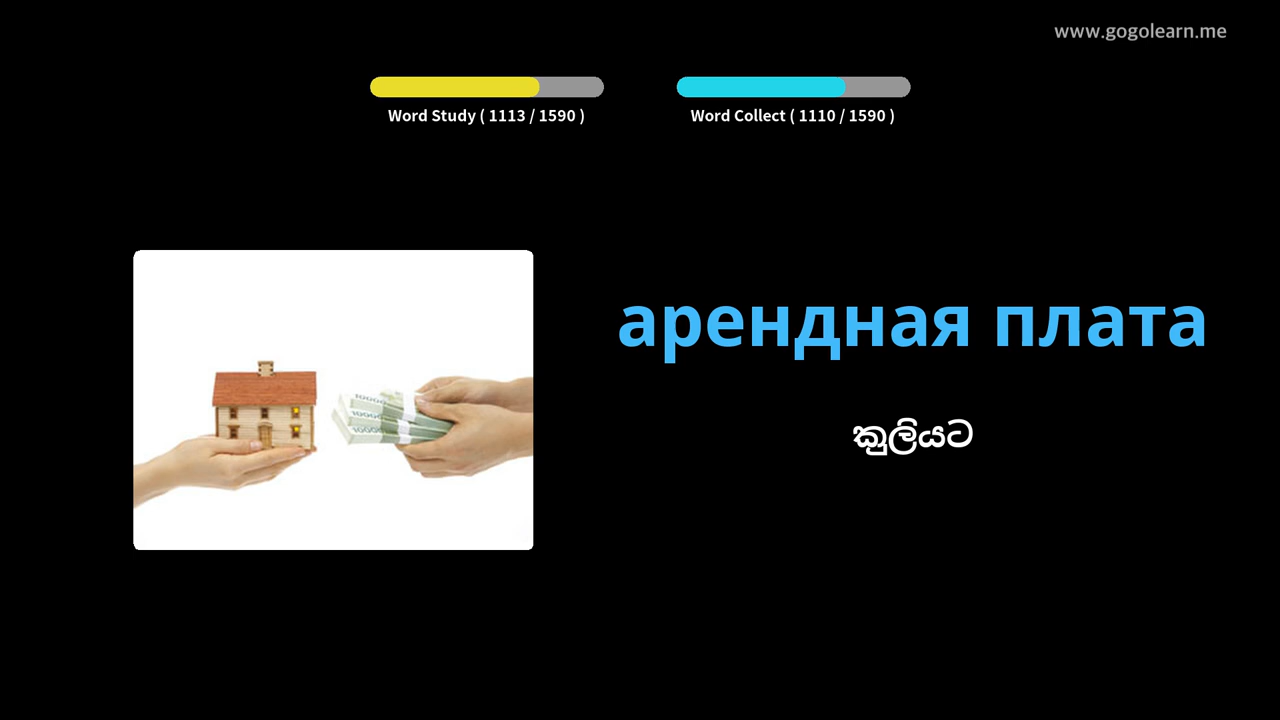 www.gogolearn.me
Word Study ( 1113 / 1590 )
Word Collect ( 1110 / 1590 )
арендная плата
කුලියට